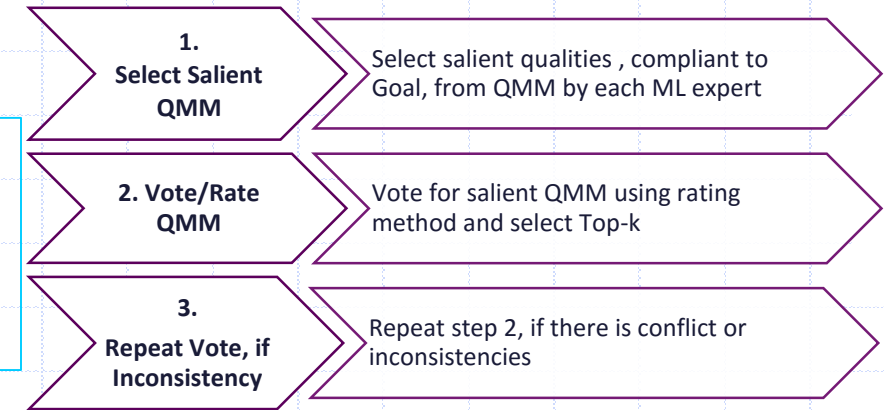 1.
Select Salient
QMM
Select salient qualities , compliant to
Goal, from QMM by each ML expert
2. Vote/Rate
QMM
Vote for salient QMM using rating
method and select Top-k
3.
Repeat Vote, if
Inconsistency
Repeat step 2, if there is conflict or
inconsistencies